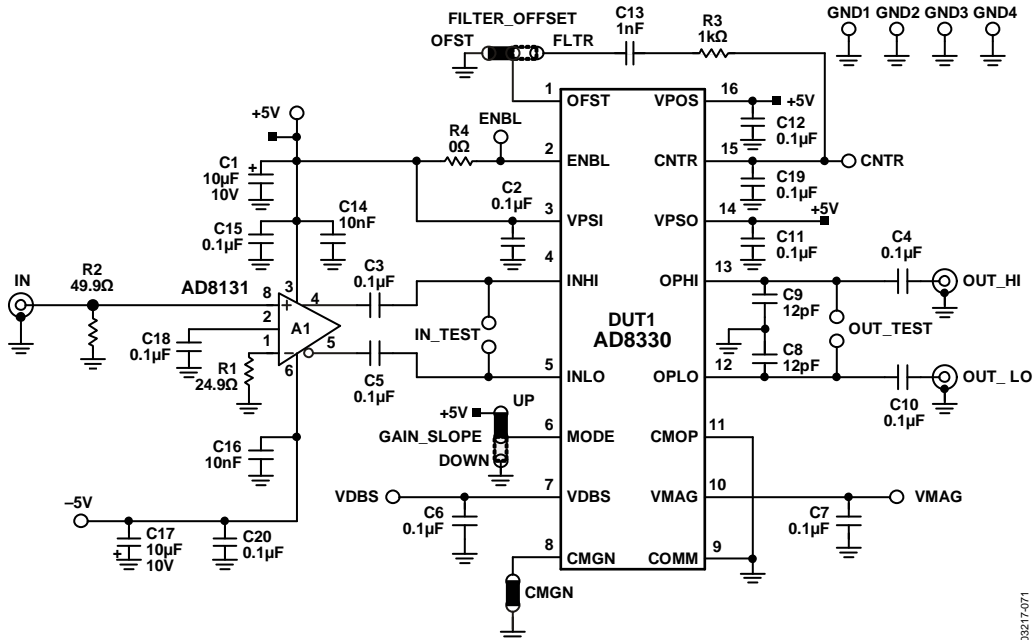 FILTER_OFFSET
OFST
FLTR
C13
1nF
R3
1kΩ
GND1 GND2 GND3 GND4
+5V
C1
10µF
10V
+
C15
0.1µF
C14
10nF
R4
0Ω
ENBL
C2
0.1µF
IN
R2
49.9Ω
AD8131
8
2
1
3
4
5
6
+
–
A1
C18
0.1µF
R1
24.9Ω
C3
0.1µF
C5
0.1µF
IN_TEST
C16
10nF
–5V
C17
10µF
10V
+
C20
0.1µF
+5V
UP
GAIN_SLOPE
DOWN
VDBS
C6
0.1µF
CMGN
DUT1
AD8330
1 OFST
2 ENBL
3 VPSI
4 INHI
5 INLO
6 MODE
7 VDBS
8 CMGN
VPOS 16
CNTR 15
VPSO 14
OPHI 13
OPLO 12
CMOP 11
VMAG 10
COMM 9
+5V
C12
0.1µF
CNTR
C19
0.1µF
+5V
C11
0.1µF
C4
0.1µF
OUT_HI
C9
12pF
C8
12pF
OUT_TEST
C10
0.1µF
OUT_ LO
C7
0.1µF
VMAG
03217-071